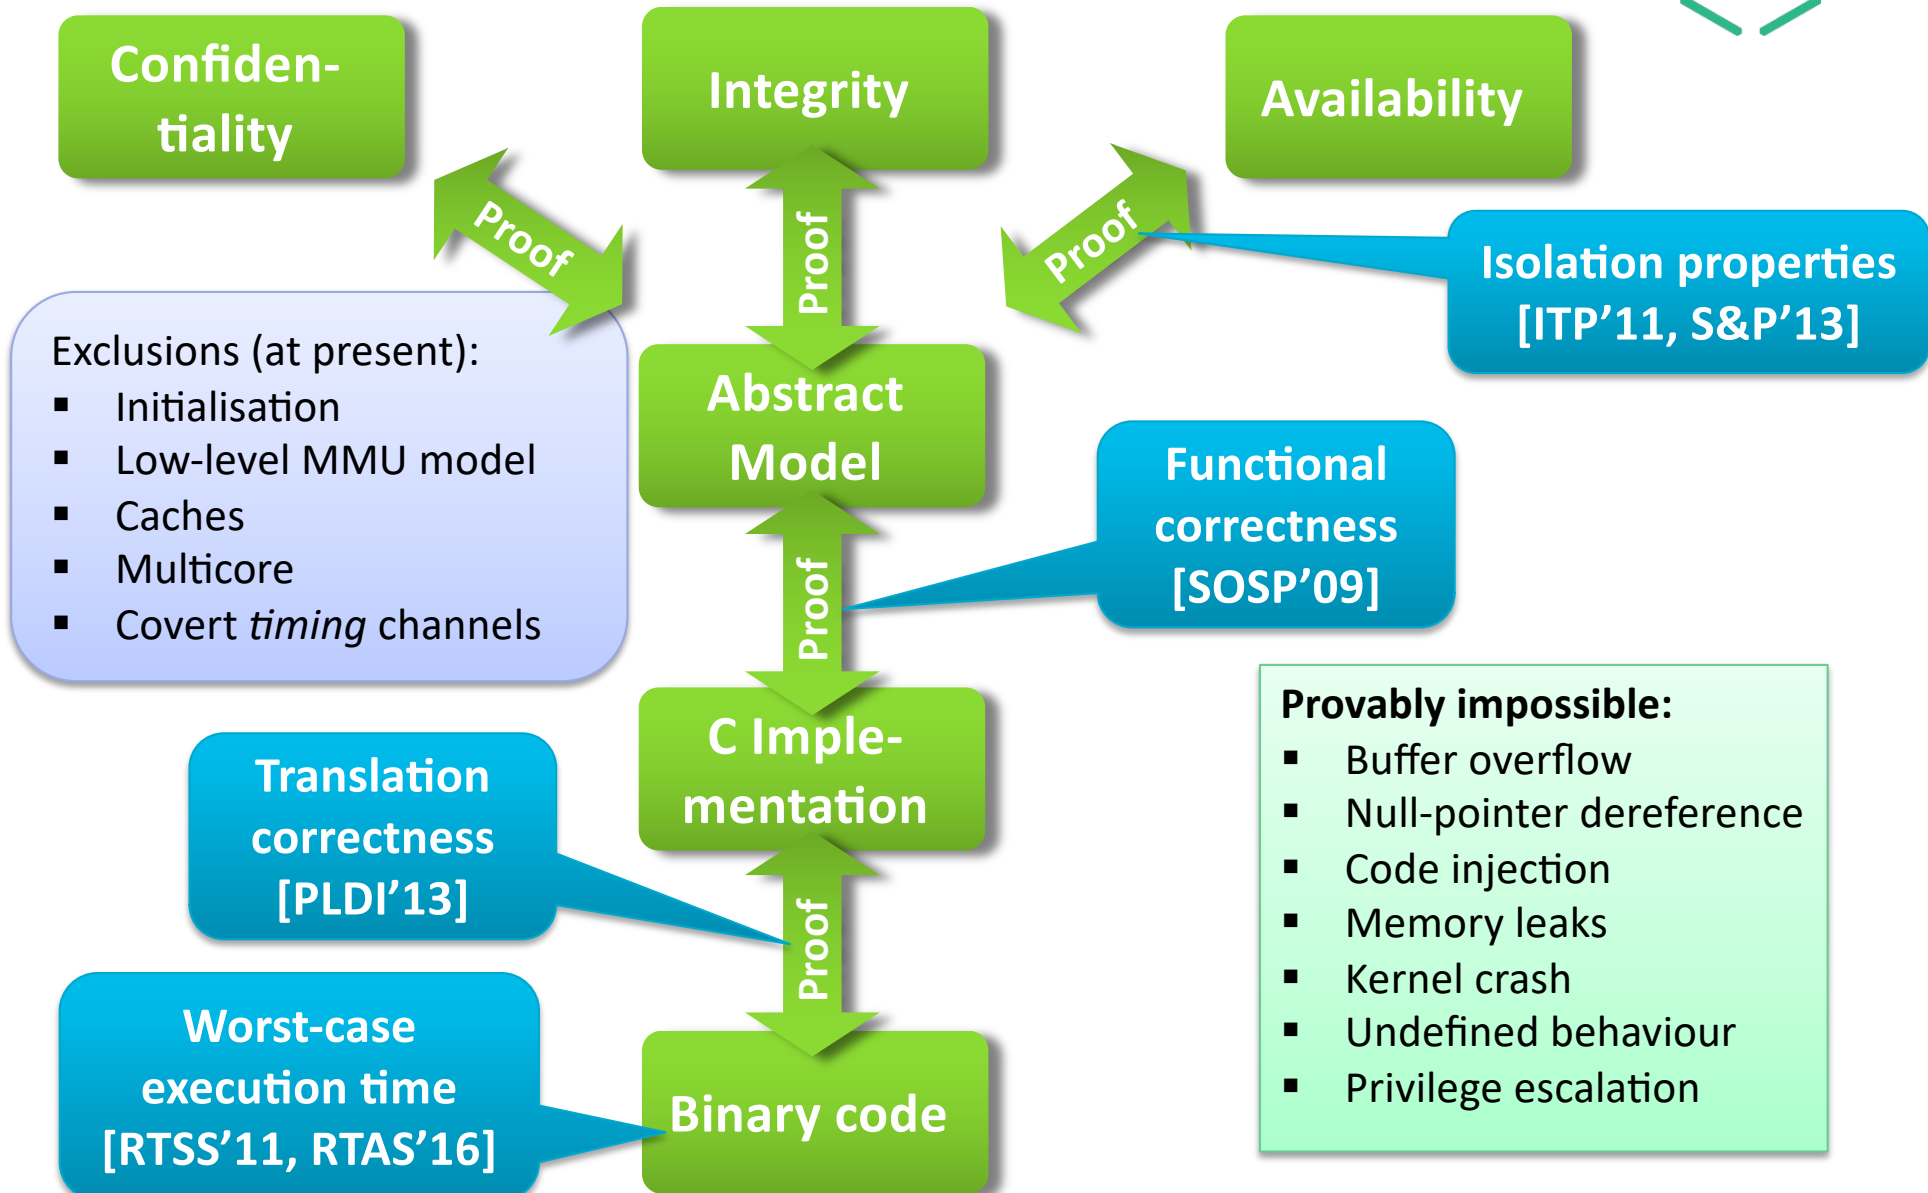 Confiden-
tiality
Integrity
Availability
Proof
Proof
Proof
Isolation properties
[ITP’11, S&P’13]
Exclusions (at present):
▪ Initialisation
▪ Low-level MMU model
▪ Caches
▪ Multicore
▪ Covert timing channels
Abstract
Model
Functional
correctness
[SOSP’09]
Proof
C Imple-
mentation
Translation
correctness
[PLDI’13]
Provably impossible:
▪ Buffer overflow
▪ Null-pointer dereference
▪ Code injection
▪ Memory leaks
▪ Kernel crash
▪ Undefined behaviour
▪ Privilege escalation
Proof
Worst-case
execution time
[RTSS’11, RTAS’16]
Binary code